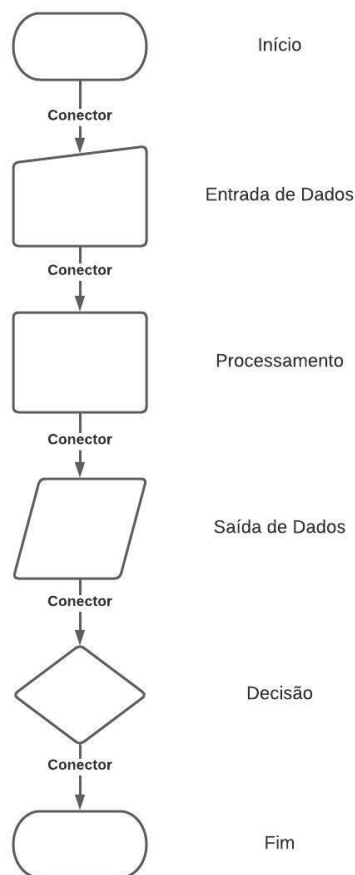 Início
Conector
Entrada de Dados
Conector
Processamento
Conector
Saída de Dados
Conector
Decisão
Conector
Fim